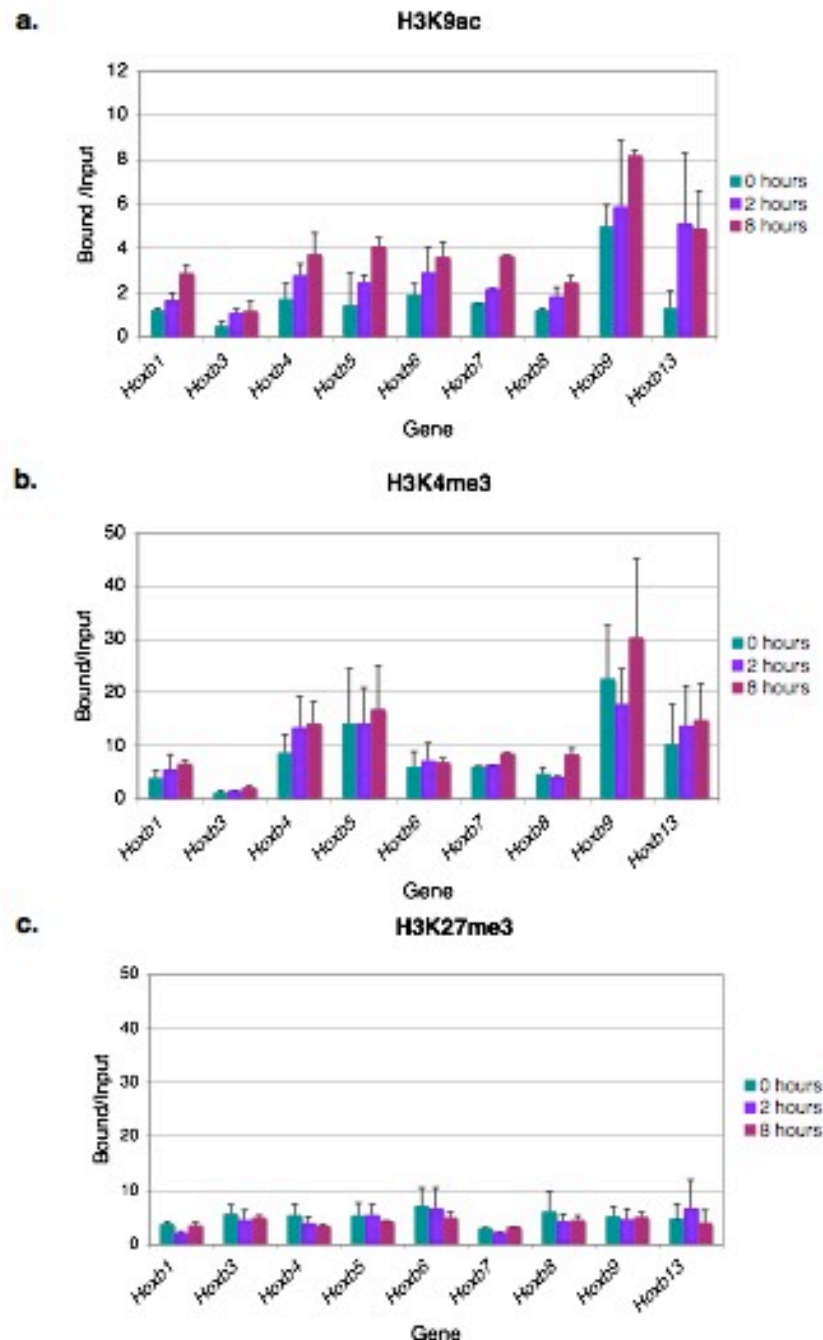 a.
H3K9ac
12
10
8
6
4
2
0
Bound /Input
0 hours
2 hours
8 hours
Hoxb1
Hoxb3
Hoxb4
Hoxb5
Hoxb6
Hoxb7
Hoxb8
Hoxb9
Hoxb13
Gene
b.
H3K4me3
50
40
30
20
10
0
Bound/Input
0 hours
2 hours
8 hours
Hoxb1
Hoxb3
Hoxb4
Hoxb5
Hoxb6
Hoxb7
Hoxb8
Hoxb9
Hoxb13
Gene
c.
H3K27me3
50
40
30
20
10
0
Bound/Input
0 hours
2 hours
8 hours
Hoxb1
Hoxb3
Hoxb4
Hoxb5
Hoxb6
Hoxb7
Hoxb8
Hoxb9
Hoxb13
Gene